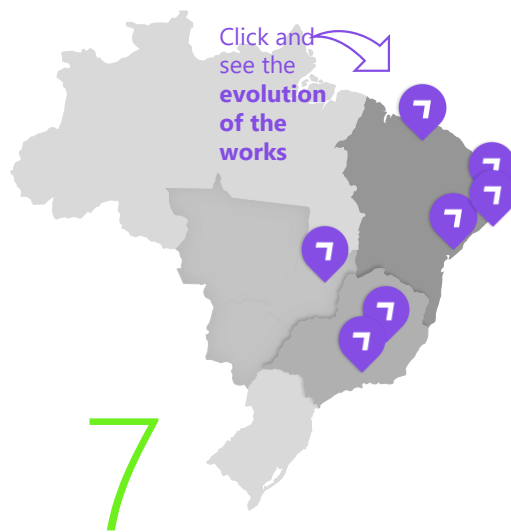 Click and
see the
evolution
of the
works
7